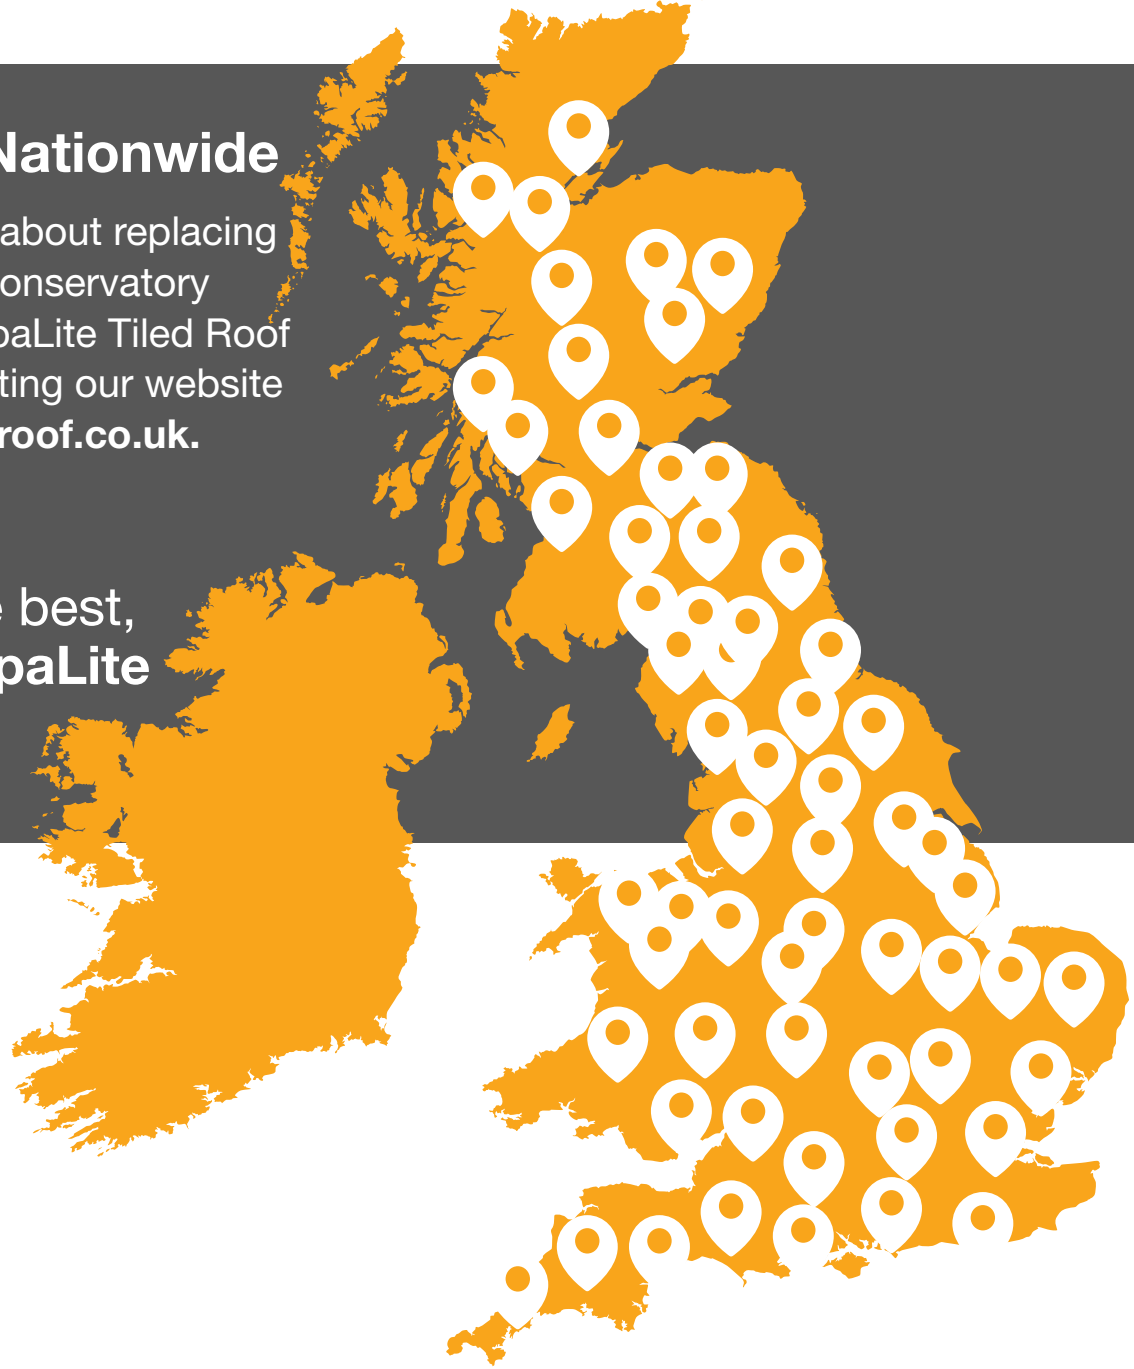 Nationwide
about replacing
onservatory
paLite Tiled Roof
ting our website
roof.co.uk.
e best,
paLite